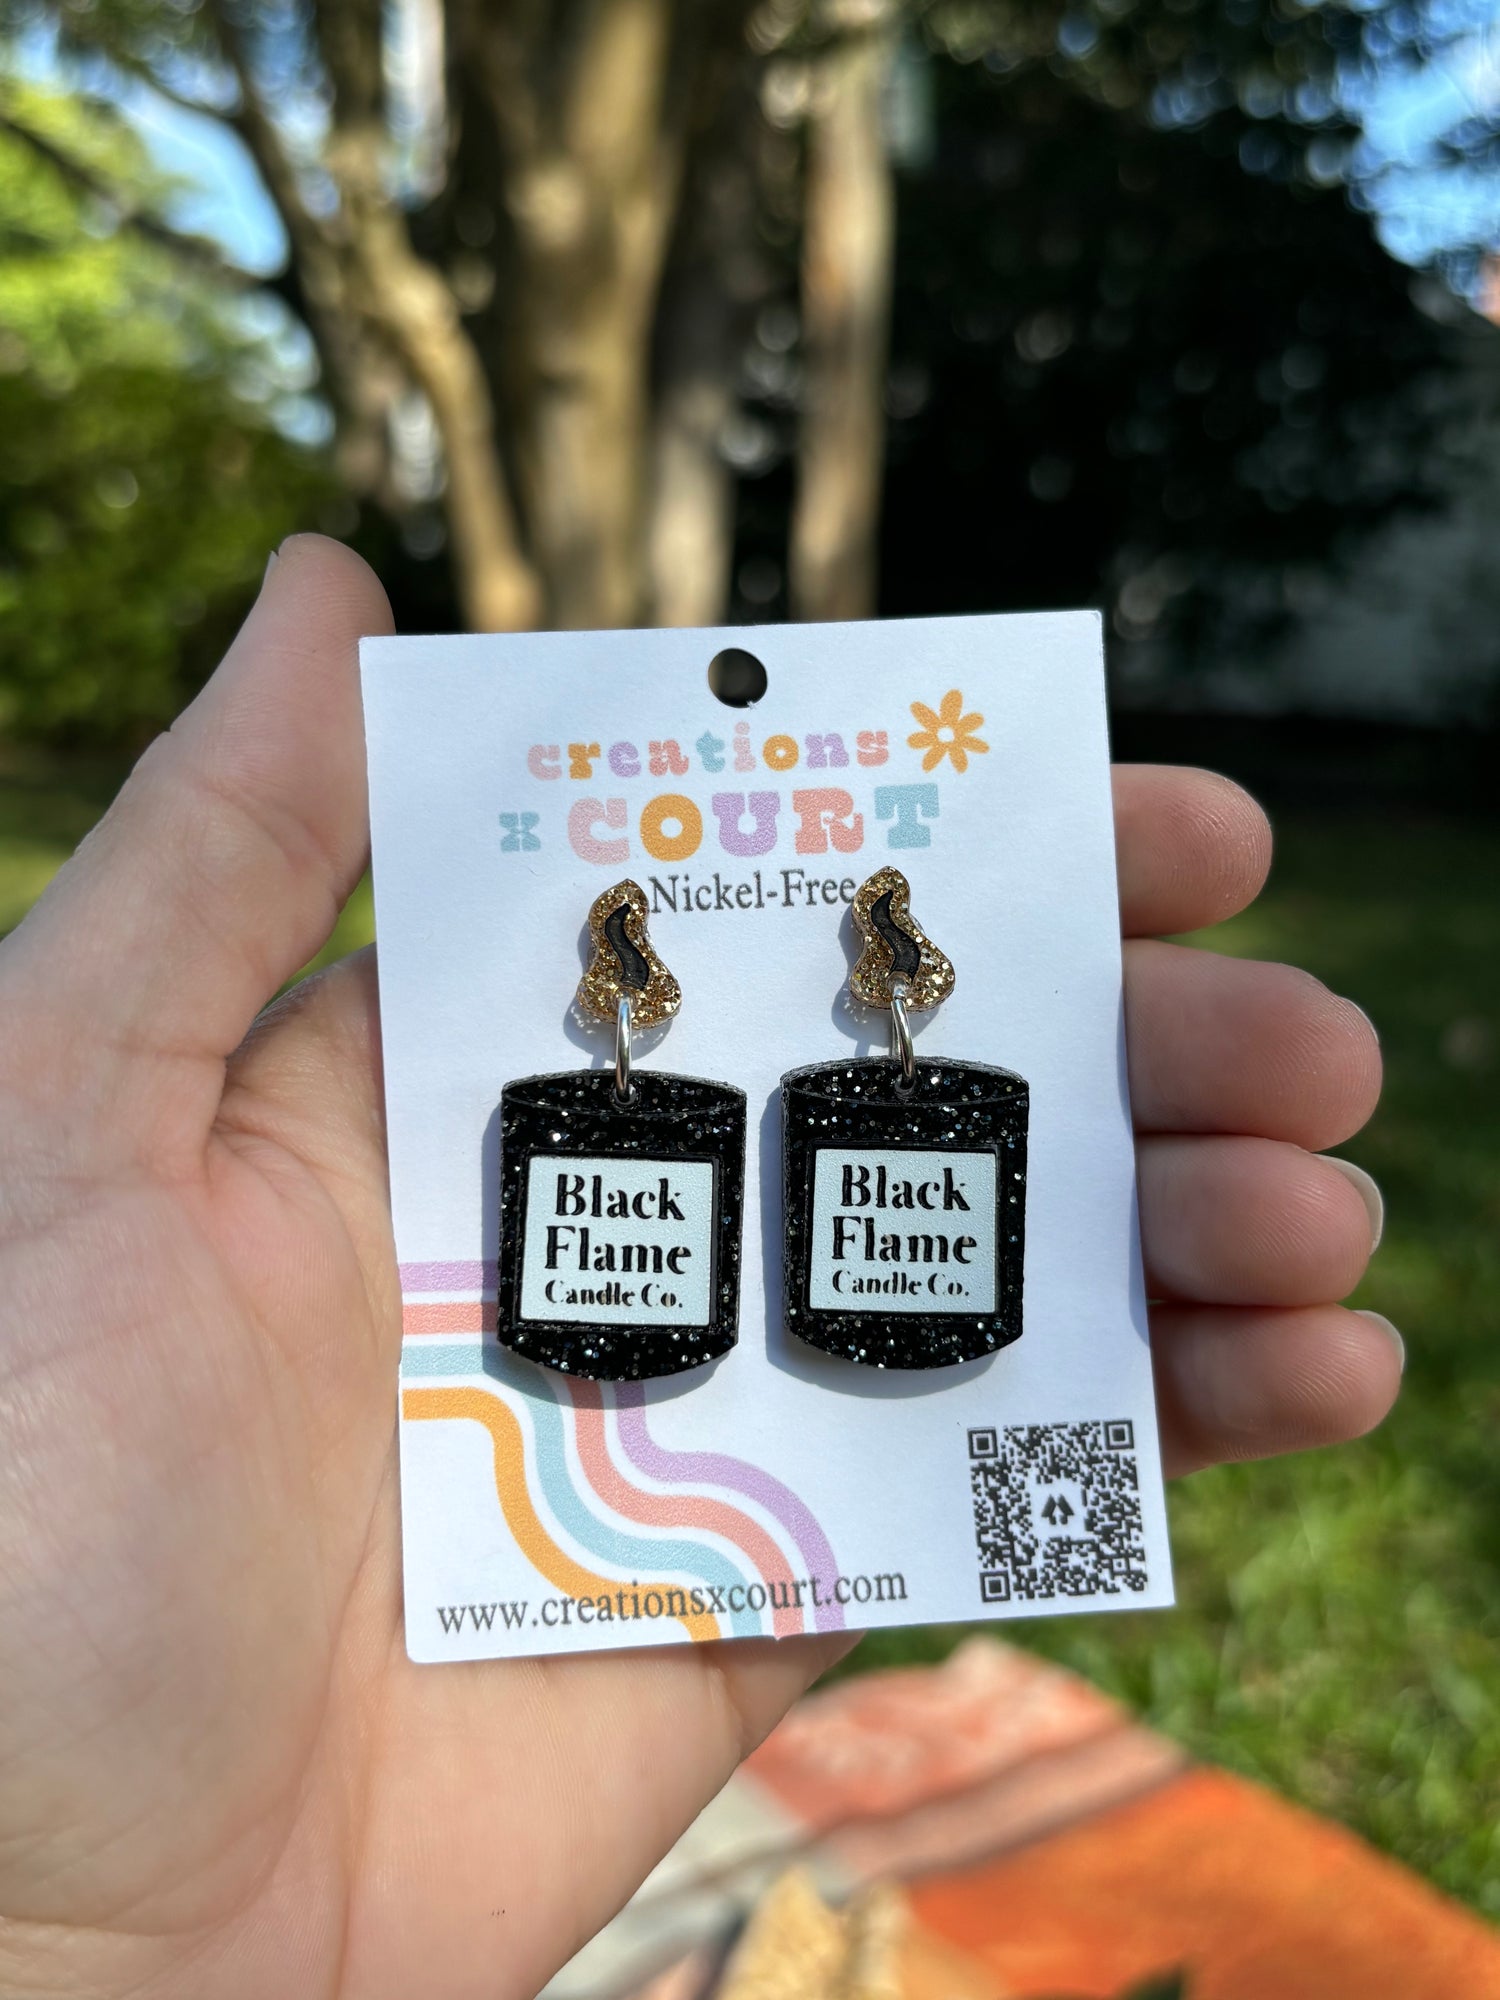 creations
x COURT
Nickel-Free
Black
Flame
Candle Co.
Black
Flame
Candle Co.
www.creationsxcourt.com